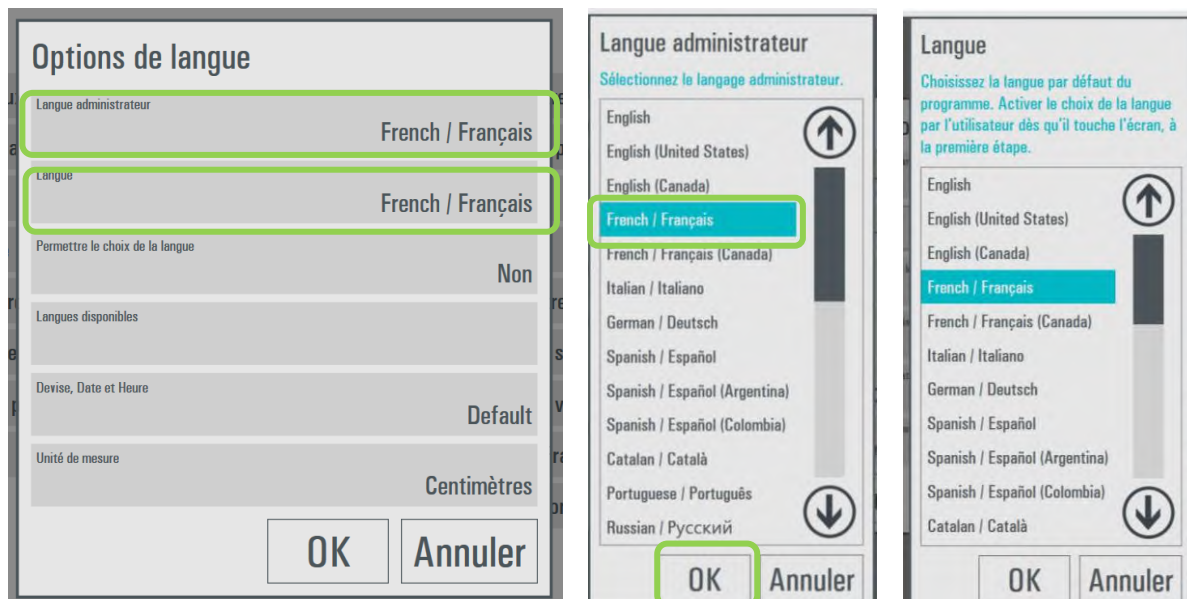 Options de langue
Langue administrateur
French / Français
Langue
French / Français
Permettre le choix de la langue
Non
Langues disponibles
Devise, Date et Heure
Default
Unité de mesure
Centimètres
OK
Annuler
Langue administrateur
Sélectionnez le langage administrateur.
English
English (United States)
English (Canada)
French / Français
French / Français (Canada)
Italian / Italiano
German / Deutsch
Spanish / Español
Spanish / Español (Argentina)
Spanish / Español (Colombia)
Catalan / Català
Portuguese / Português
Russian / Русский
OK
Annuler
Langue
Choisissez la langue par défaut du
programme. Activer le choix de la langue
par l'utilisateur dès qu'il touche l'écran, à
la première étape.
English
English (United States)
English (Canada)
French / Français
French / Français (Canada)
Italian / Italiano
German / Deutsch
Spanish / Español
Spanish / Español (Argentina)
Spanish / Español (Colombia)
Catalan / Català
OK
Annuler